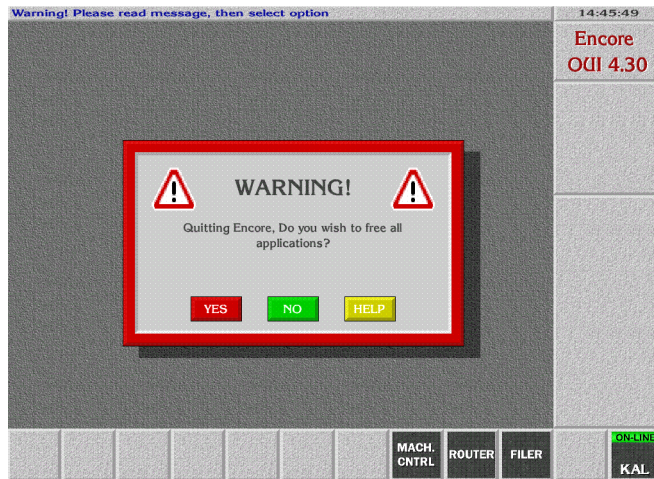 Warning! Please read message, then select option
14:45:49
Encore
OUI 4.30
WARNING!
Quitting Encore, Do you wish to free all
applications?
YES
NO
HELP
MACH.
CNTRL
ROUTER
FILER
ON-LINE
KAL